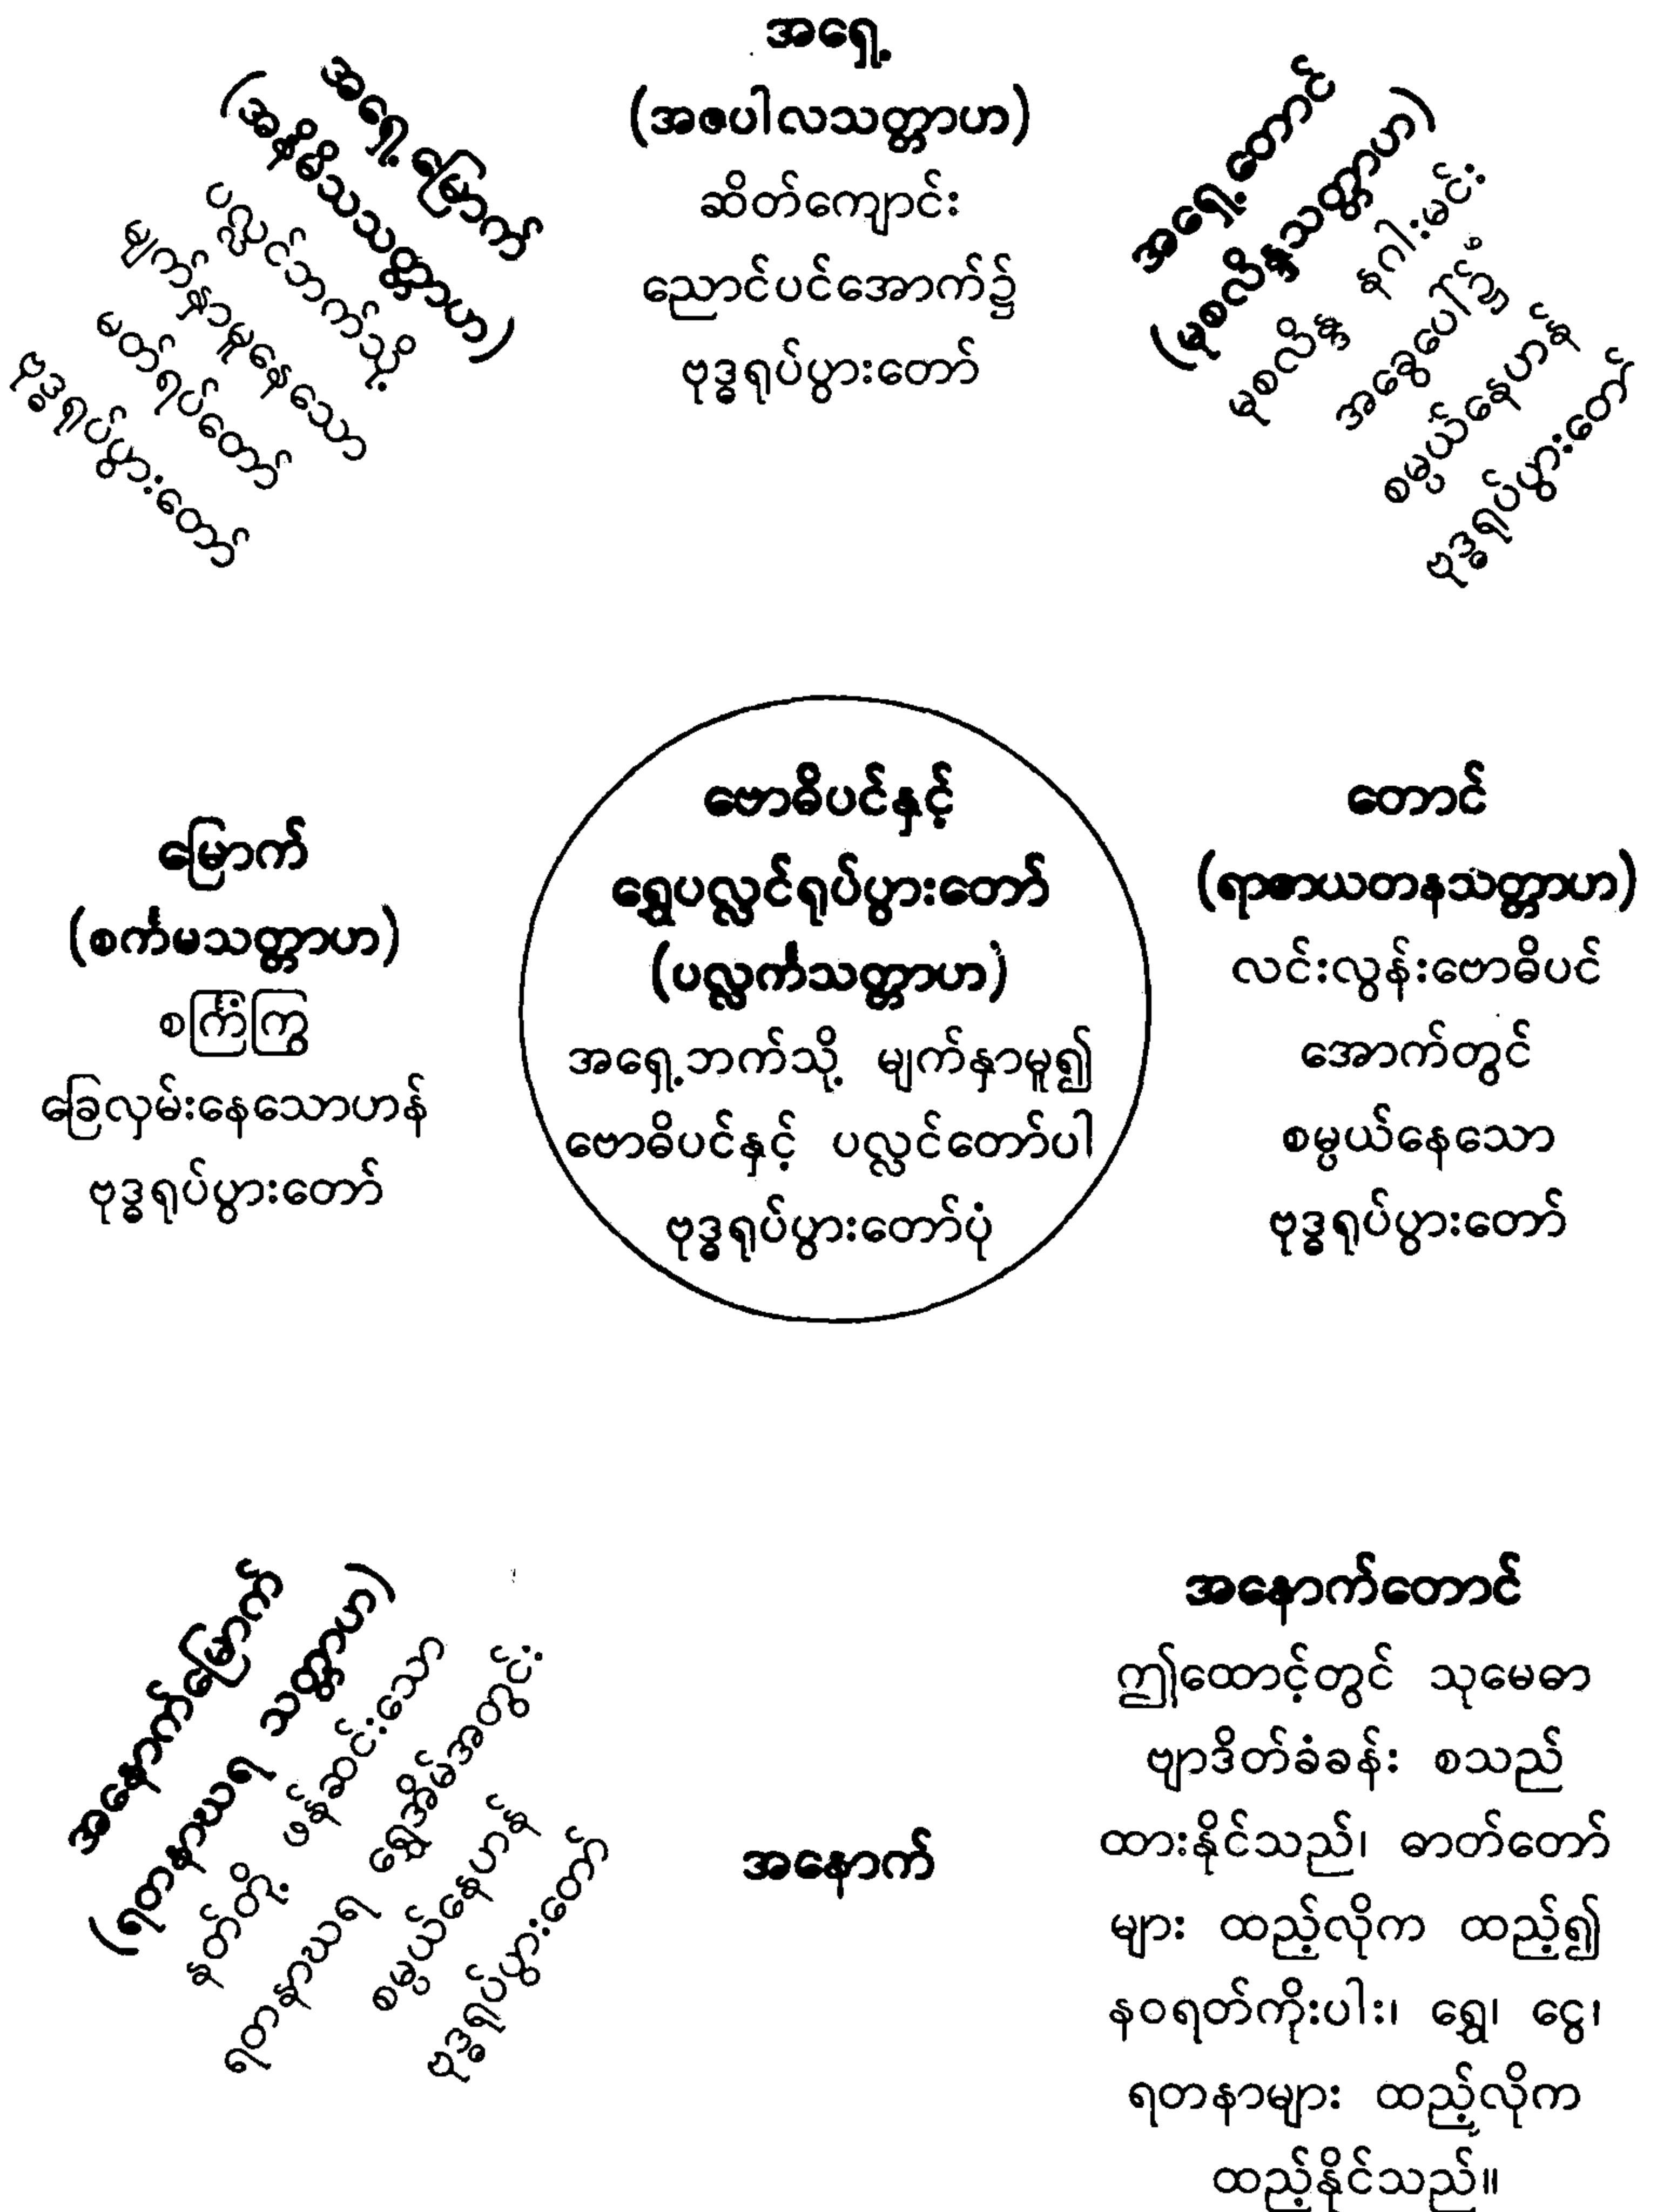 အရှေ့မြောက်
(အနိမိသသတ္တာဟ)
ပလ္လင်ဘက်သို့
မျက်နှာမူနေသော
မတ်ရပ်တော်
ဗုဒ္ဓရုပ်ပွားတော်
အရှေ့
(အဇပါလသတ္တာဟ)
ဆိတ်ကျောင်း
ညောင်ပင်အောက်၌
ဗုဒ္ဓရုပ်ပွားတော်
အရှေ့တောင်
(မုစလိန္ဒသတ္တာဟ)
မုစလိန္ဒ နဂါးမင်း
အခွေပေါ်၌
စမ္ပယ်နေဟန်
ဗုဒ္ဓရုပ်ပွားတော်
မြောက်
(စင်္ကမသတ္တာဟ)
စင်္ကြံကြွ
ခြေလှမ်းနေသောဟန်
ဗုဒ္ဓရုပ်ပွားတော်
ဗောဓိပင်နှင့်
ရွှေပလ္လင်ရုပ်ပွားတော်
(ပလ္လင်္ကသတ္တာဟ)
အရှေ့ဘက်သို့ မျက်နှာမူ၍
ဗောဓိပင်နှင့် ပလ္လင်တော်ပါ
ဗုဒ္ဓရုပ်ပွားတော်ပုံ
တောင်
(ရာဇာယတနသတ္တာဟ)
လင်းလွန်းဗောဓိပင်
အောက်တွင်
စမ္ပယ်နေသော
ဗုဒ္ဓရုပ်ပွားတော်
အနောက်မြောက်
(ရတနာဃရ သတ္တာဟ)
နတ်တို့ ဖန်ဆင်းသော
ရတနာဃရ ရွှေအိမ်အတွင်း
စမ္ပယ်နေဟန်
ဗုဒ္ဓရုပ်ပွားတော်
အနောက်
အနောက်တောင်
ဤထောင့်တွင် သုမေဓာ
ဗျာဒိတ်ခံခန်း စသည်
ထားနိုင်သည်၊ ဓာတ်တော်
များ ထည့်လိုက ထည့်၍
နဝရတ်ကိုးပါး၊ ရွှေ၊ ငွေ၊
ရတနာများ ထည့်လိုက
ထည့်နိုင်သည်။